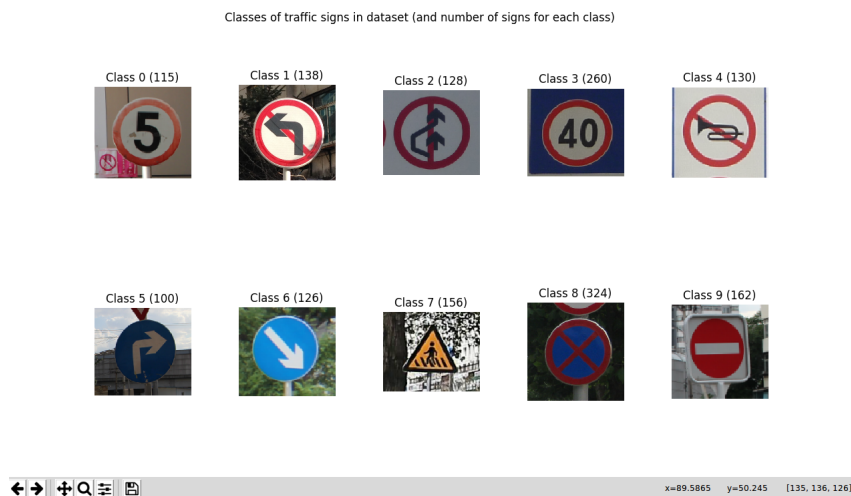 Classes of traffic signs in dataset (and number of signs for each class)
Class 0 (115)
Class 1 (138)
Class 2 (128)
Class 3 (260)
Class 4 (130)
5
40
Class 5 (100)
Class 6 (126)
Class 7 (156)
Class 8 (324)
Class 9 (162)
x=89.5865 y=50.245 [135, 136, 126]